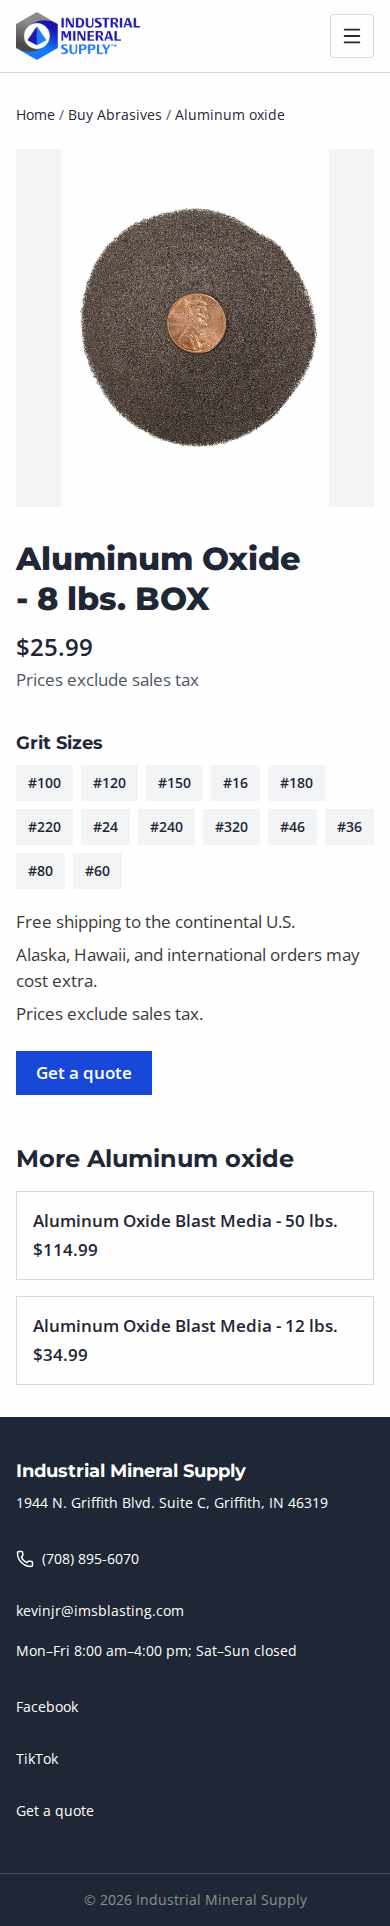 INDUSTRIAL
MINERAL
SUPPLY™
Home / Buy Abrasives / Aluminum oxide
Aluminum Oxide
- 8 lbs. BOX
$25.99
Prices exclude sales tax
Grit Sizes
#100 #120 #150 #16 #180
#220 #24 #240 #320 #46 #36
#80 #60
Free shipping to the continental U.S.
Alaska, Hawaii, and international orders may
cost extra.
Prices exclude sales tax.
Get a quote
More Aluminum oxide
Aluminum Oxide Blast Media - 50 lbs.
$114.99
Aluminum Oxide Blast Media - 12 lbs.
$34.99
Industrial Mineral Supply
1944 N. Griffith Blvd. Suite C, Griffith, IN 46319
(708) 895-6070
kevinjr@imsblasting.com
Mon–Fri 8:00 am–4:00 pm; Sat–Sun closed
Facebook
TikTok
Get a quote
© 2026 Industrial Mineral Supply